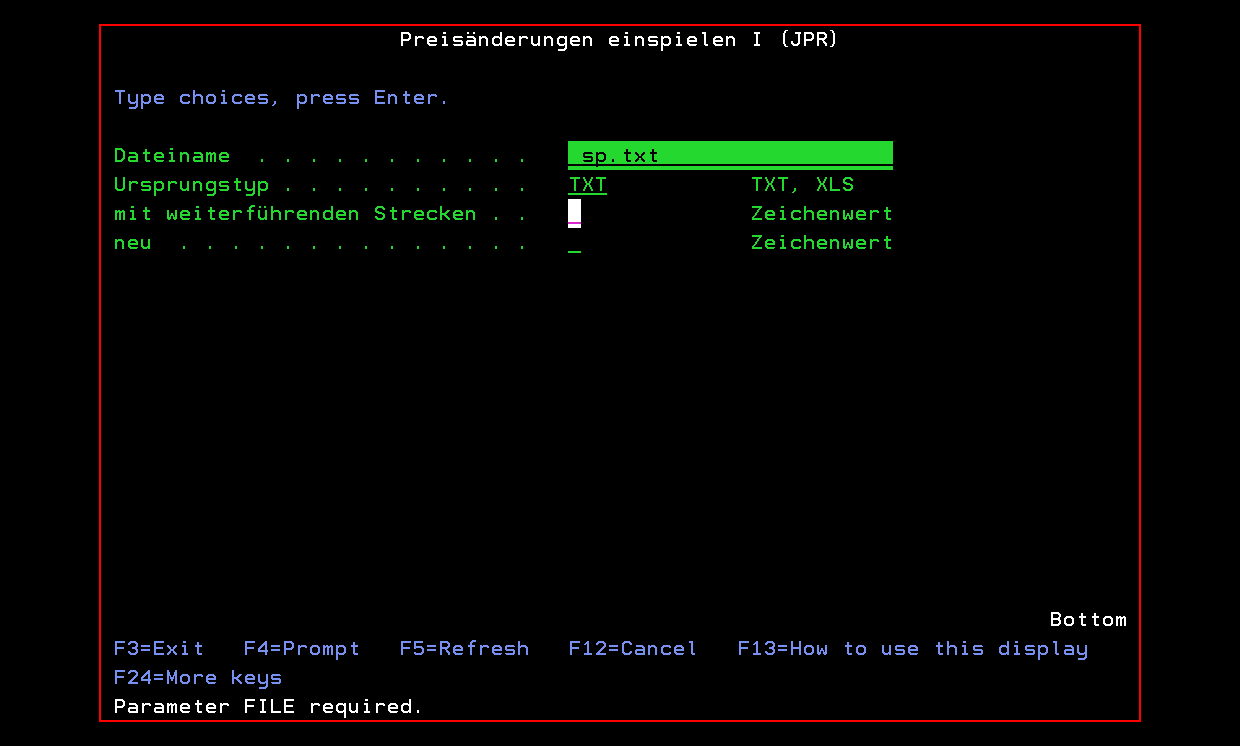 Preisänderungen einspielen I (JPR)
Type choices, press Enter.
Dateiname . . . . . . . . . . . sp.txt
Ursprungstyp . . . . . . . . . . TXT TXT, XLS
mit weiterführenden Strecken . . _ Zeichenwert
neu . . . . . . . . . . . . . . _ Zeichenwert
Bottom
F3=Exit F4=Prompt F5=Refresh F12=Cancel F13=How to use this display
F24=More keys
Parameter FILE required.